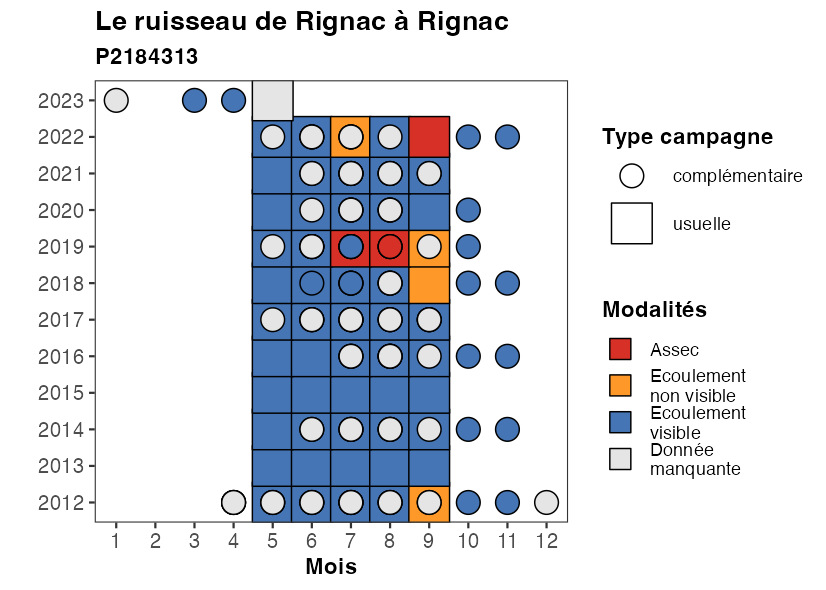 Le ruisseau de Rignac à Rignac
P2184313
2023
2022
2021
2020
2019
2018
2017
2016
2015
2014
2013
2012
1 2 3 4 5 6 7 8 9 10 11 12
Mois
Type campagne
complémentaire
usuelle
Modalités
Assec
Ecoulement
non visible
Ecoulement
visible
Donnée
manquante